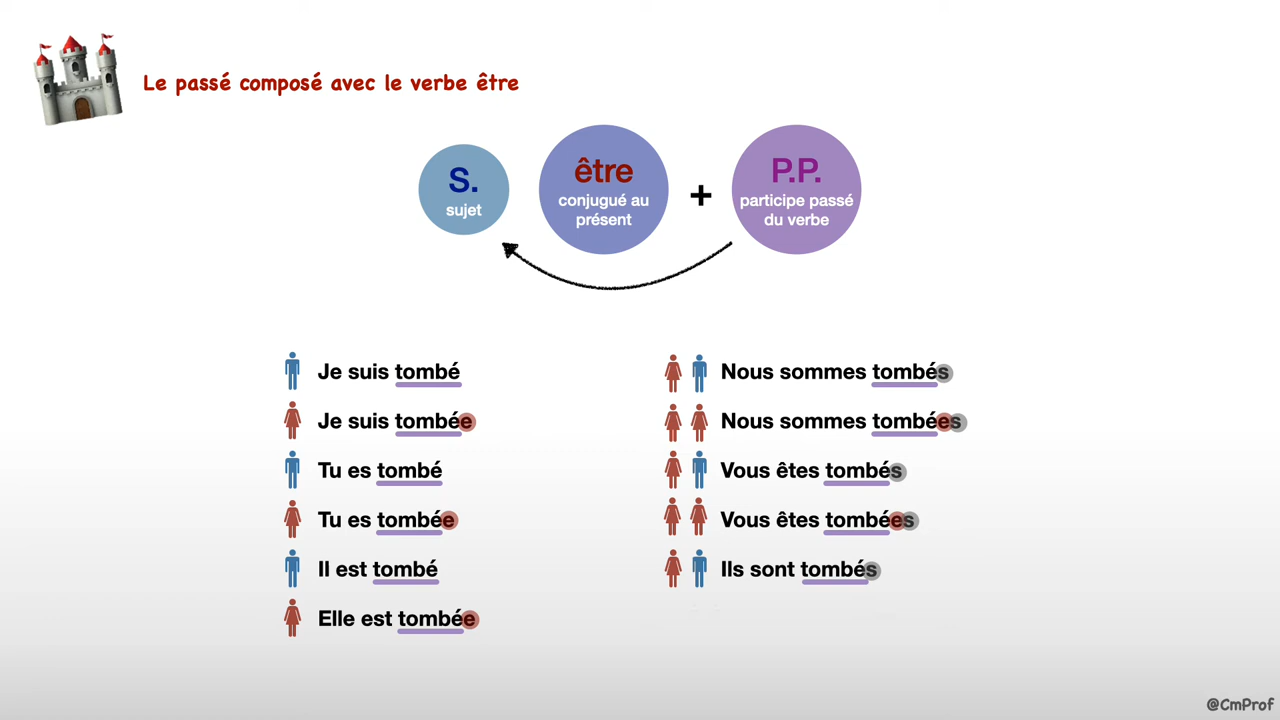 Le passé composé avec le verbe être
S.
sujet
être
conjugué au
présent
+
P.P.
participe passé
du verbe
Je suis tombé
Je suis tombée
Tu es tombé
Tu es tombée
Il est tombé
Elle est tombée
Nous sommes tombés
Nous sommes tombées
Vous êtes tombés
Vous êtes tombées
Ils sont tombés
@CmProf